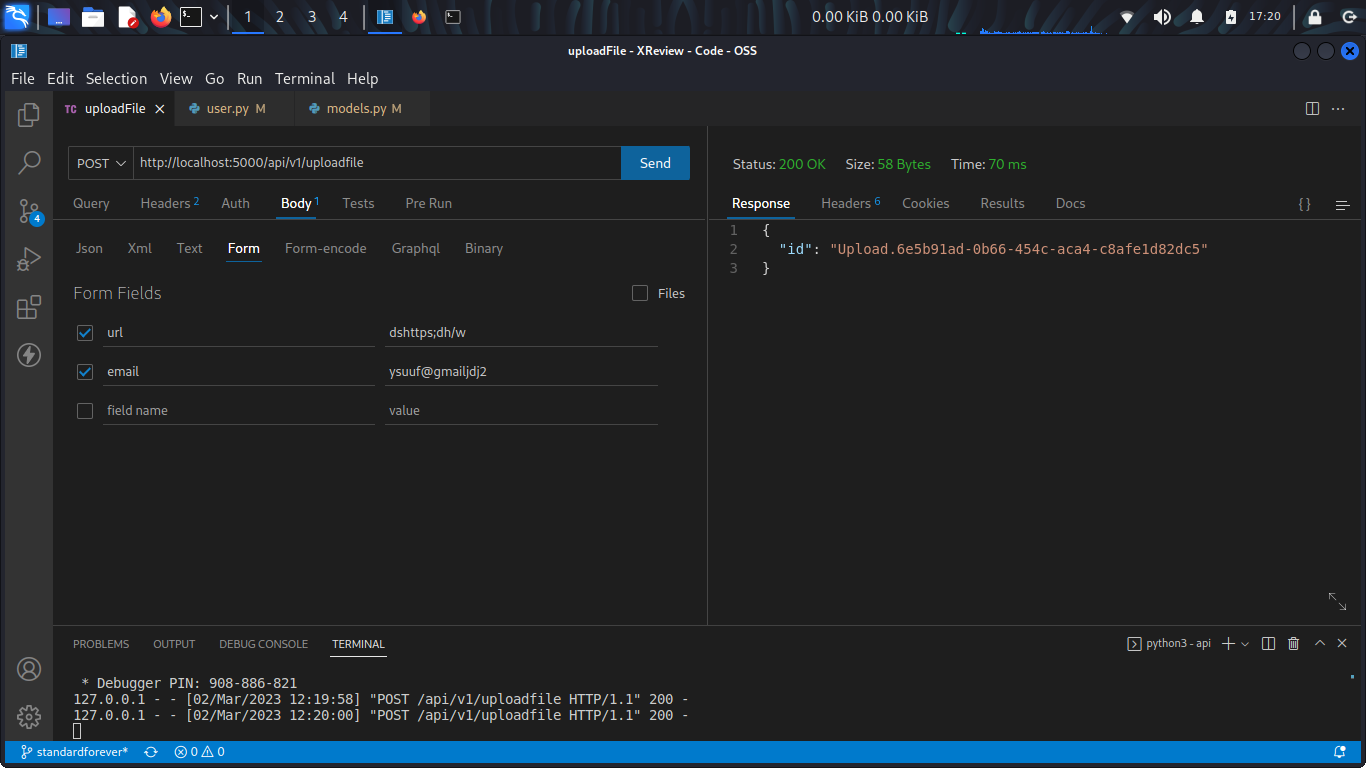 1 2 3 4 0.00 KiB 0.00 KiB 17:20
uploadFile - XReview - Code - OSS
File Edit Selection View Go Run Terminal Help
TC uploadFile user.py M models.py M
POST http://localhost:5000/api/v1/uploadfile Send
Status: 200 OK Size: 58 Bytes Time: 70 ms
Query Headers 2 Auth Body 1 Tests Pre Run
Response Headers 6 Cookies Results Docs { }
Json Xml Text Form Form-encode Graphql Binary
1 {
2 "id": "Upload.6e5b91ad-0b66-454c-aca4-c8afe1d82dc5"
3 }
4
Form Fields Files
url dshttps;dh/w
email ysuuf@gmailjdj2
field name value
PROBLEMS OUTPUT DEBUG CONSOLE TERMINAL python3 - api
* Debugger PIN: 908-886-821
127.0.0.1 - - [02/Mar/2023 12:19:58] "POST /api/v1/uploadfile HTTP/1.1" 200 -
127.0.0.1 - - [02/Mar/2023 12:20:00] "POST /api/v1/uploadfile HTTP/1.1" 200 -
standardforever* 0 0